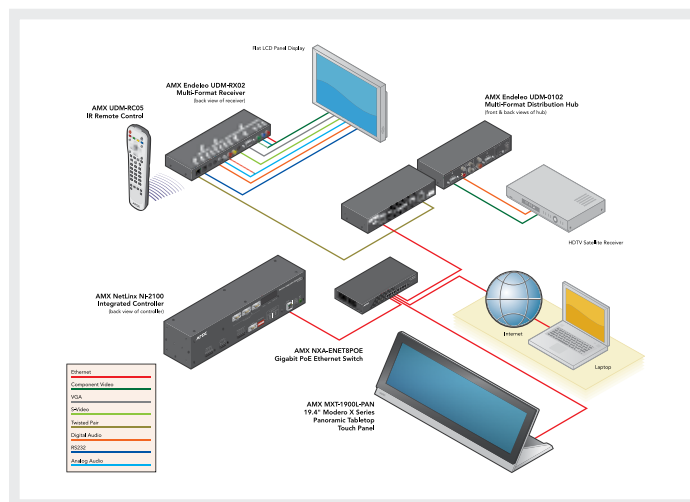 Flat LCD Panel Display
AMX Endeleo UDM-RX02
Multi-Format Receiver
(back view of receiver)
AMX UDM-RC05
IR Remote Control
AMX Endeleo UDM-0102
Multi-Format Distribution Hub
(front & back views of hub)
HDTV Satellite Receiver
AMX NetLinx NI-2100
Integrated Controller
(back view of controller)
AMX
AMX NXA-ENET8POE
Gigabit PoE Ethernet Switch
Internet
Laptop
AMX MXT-1900L-PAN
19.4" Modero X Series
Panoramic Tabletop
Touch Panel
Ethernet
Component Video
VGA
S-Video
Twisted Pair
Digital Audio
RS232
Analog Audio